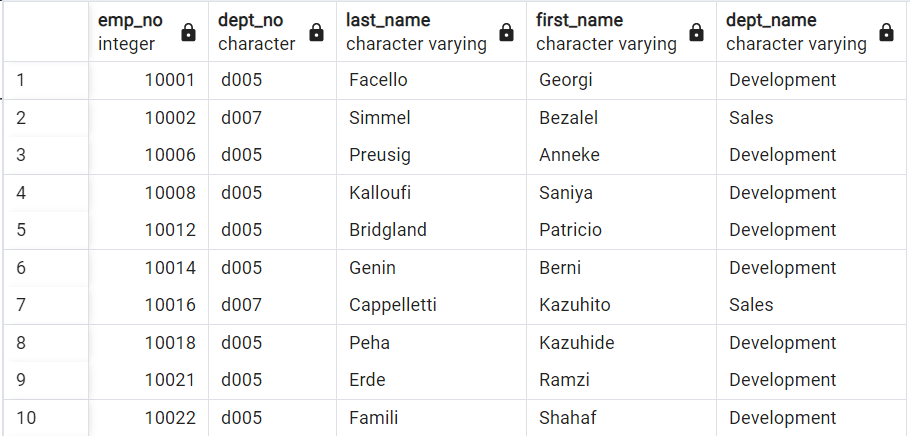 emp_no dept_no last_name first_name dept_name
integer character character varying character varying character varying
1 10001 d005 Facello Georgi Development
2 10002 d007 Simmel Bezalel Sales
3 10006 d005 Preusig Anneke Development
4 10008 d005 Kalloufi Saniya Development
5 10012 d005 Bridgland Patricio Development
6 10014 d005 Genin Berni Development
7 10016 d007 Cappelletti Kazuhito Sales
8 10018 d005 Peha Kazuhide Development
9 10021 d005 Erde Ramzi Development
10 10022 d005 Famili Shahaf Development